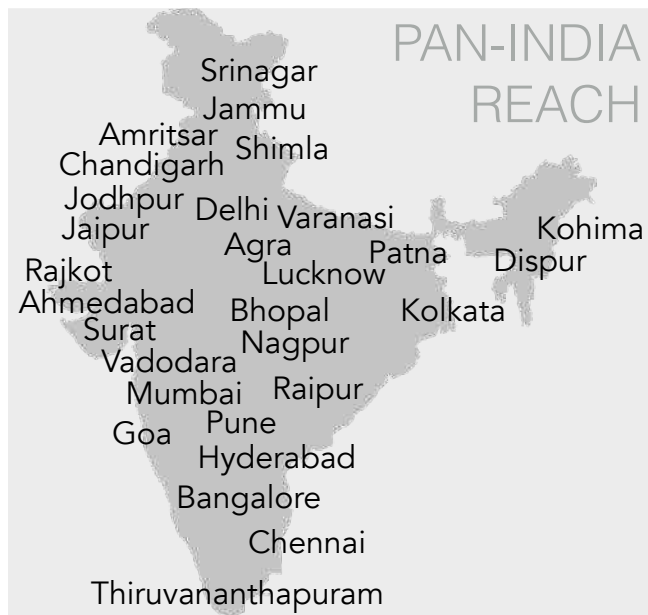 PAN-INDIA
REACH
Srinagar
Jammu
Amritsar
Shimla
Chandigarh
Jodhpur
Delhi
Varanasi
Jaipur
Agra
Patna
Kohima
Dispur
Rajkot
Lucknow
Ahmedabad
Bhopal
Kolkata
Surat
Nagpur
Vadodara
Mumbai
Raipur
Goa
Pune
Hyderabad
Bangalore
Chennai
Thiruvananthapuram